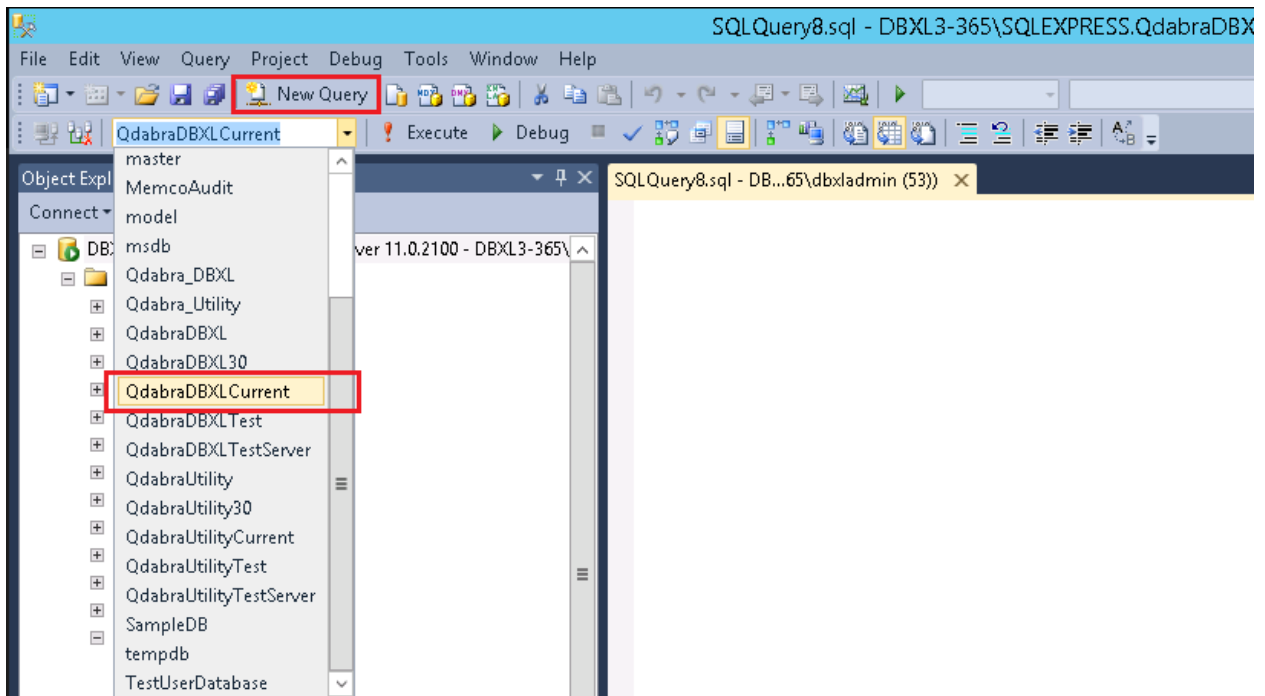 SQLQuery8.sql - DBXL3-365\SQLEXPRESS.QdabraDBX
File Edit View Query Project Debug Tools Window Help
New Query
QdabraDBXLCurrent Execute Debug
Object Expl
SQLQuery8.sql - DB...65\dbxladmin (53))
Connect
DB
ver 11.0.2100 - DBXL3-365\
master
MemcoAudit
model
msdb
Qdabra_DBXL
Qdabra_Utility
QdabraDBXL
QdabraDBXL30
QdabraDBXLCurrent
QdabraDBXLTest
QdabraDBXLTestServer
QdabraUtility
QdabraUtility30
QdabraUtilityCurrent
QdabraUtilityTest
QdabraUtilityTestServer
SampleDB
tempdb
TestUserDatabase